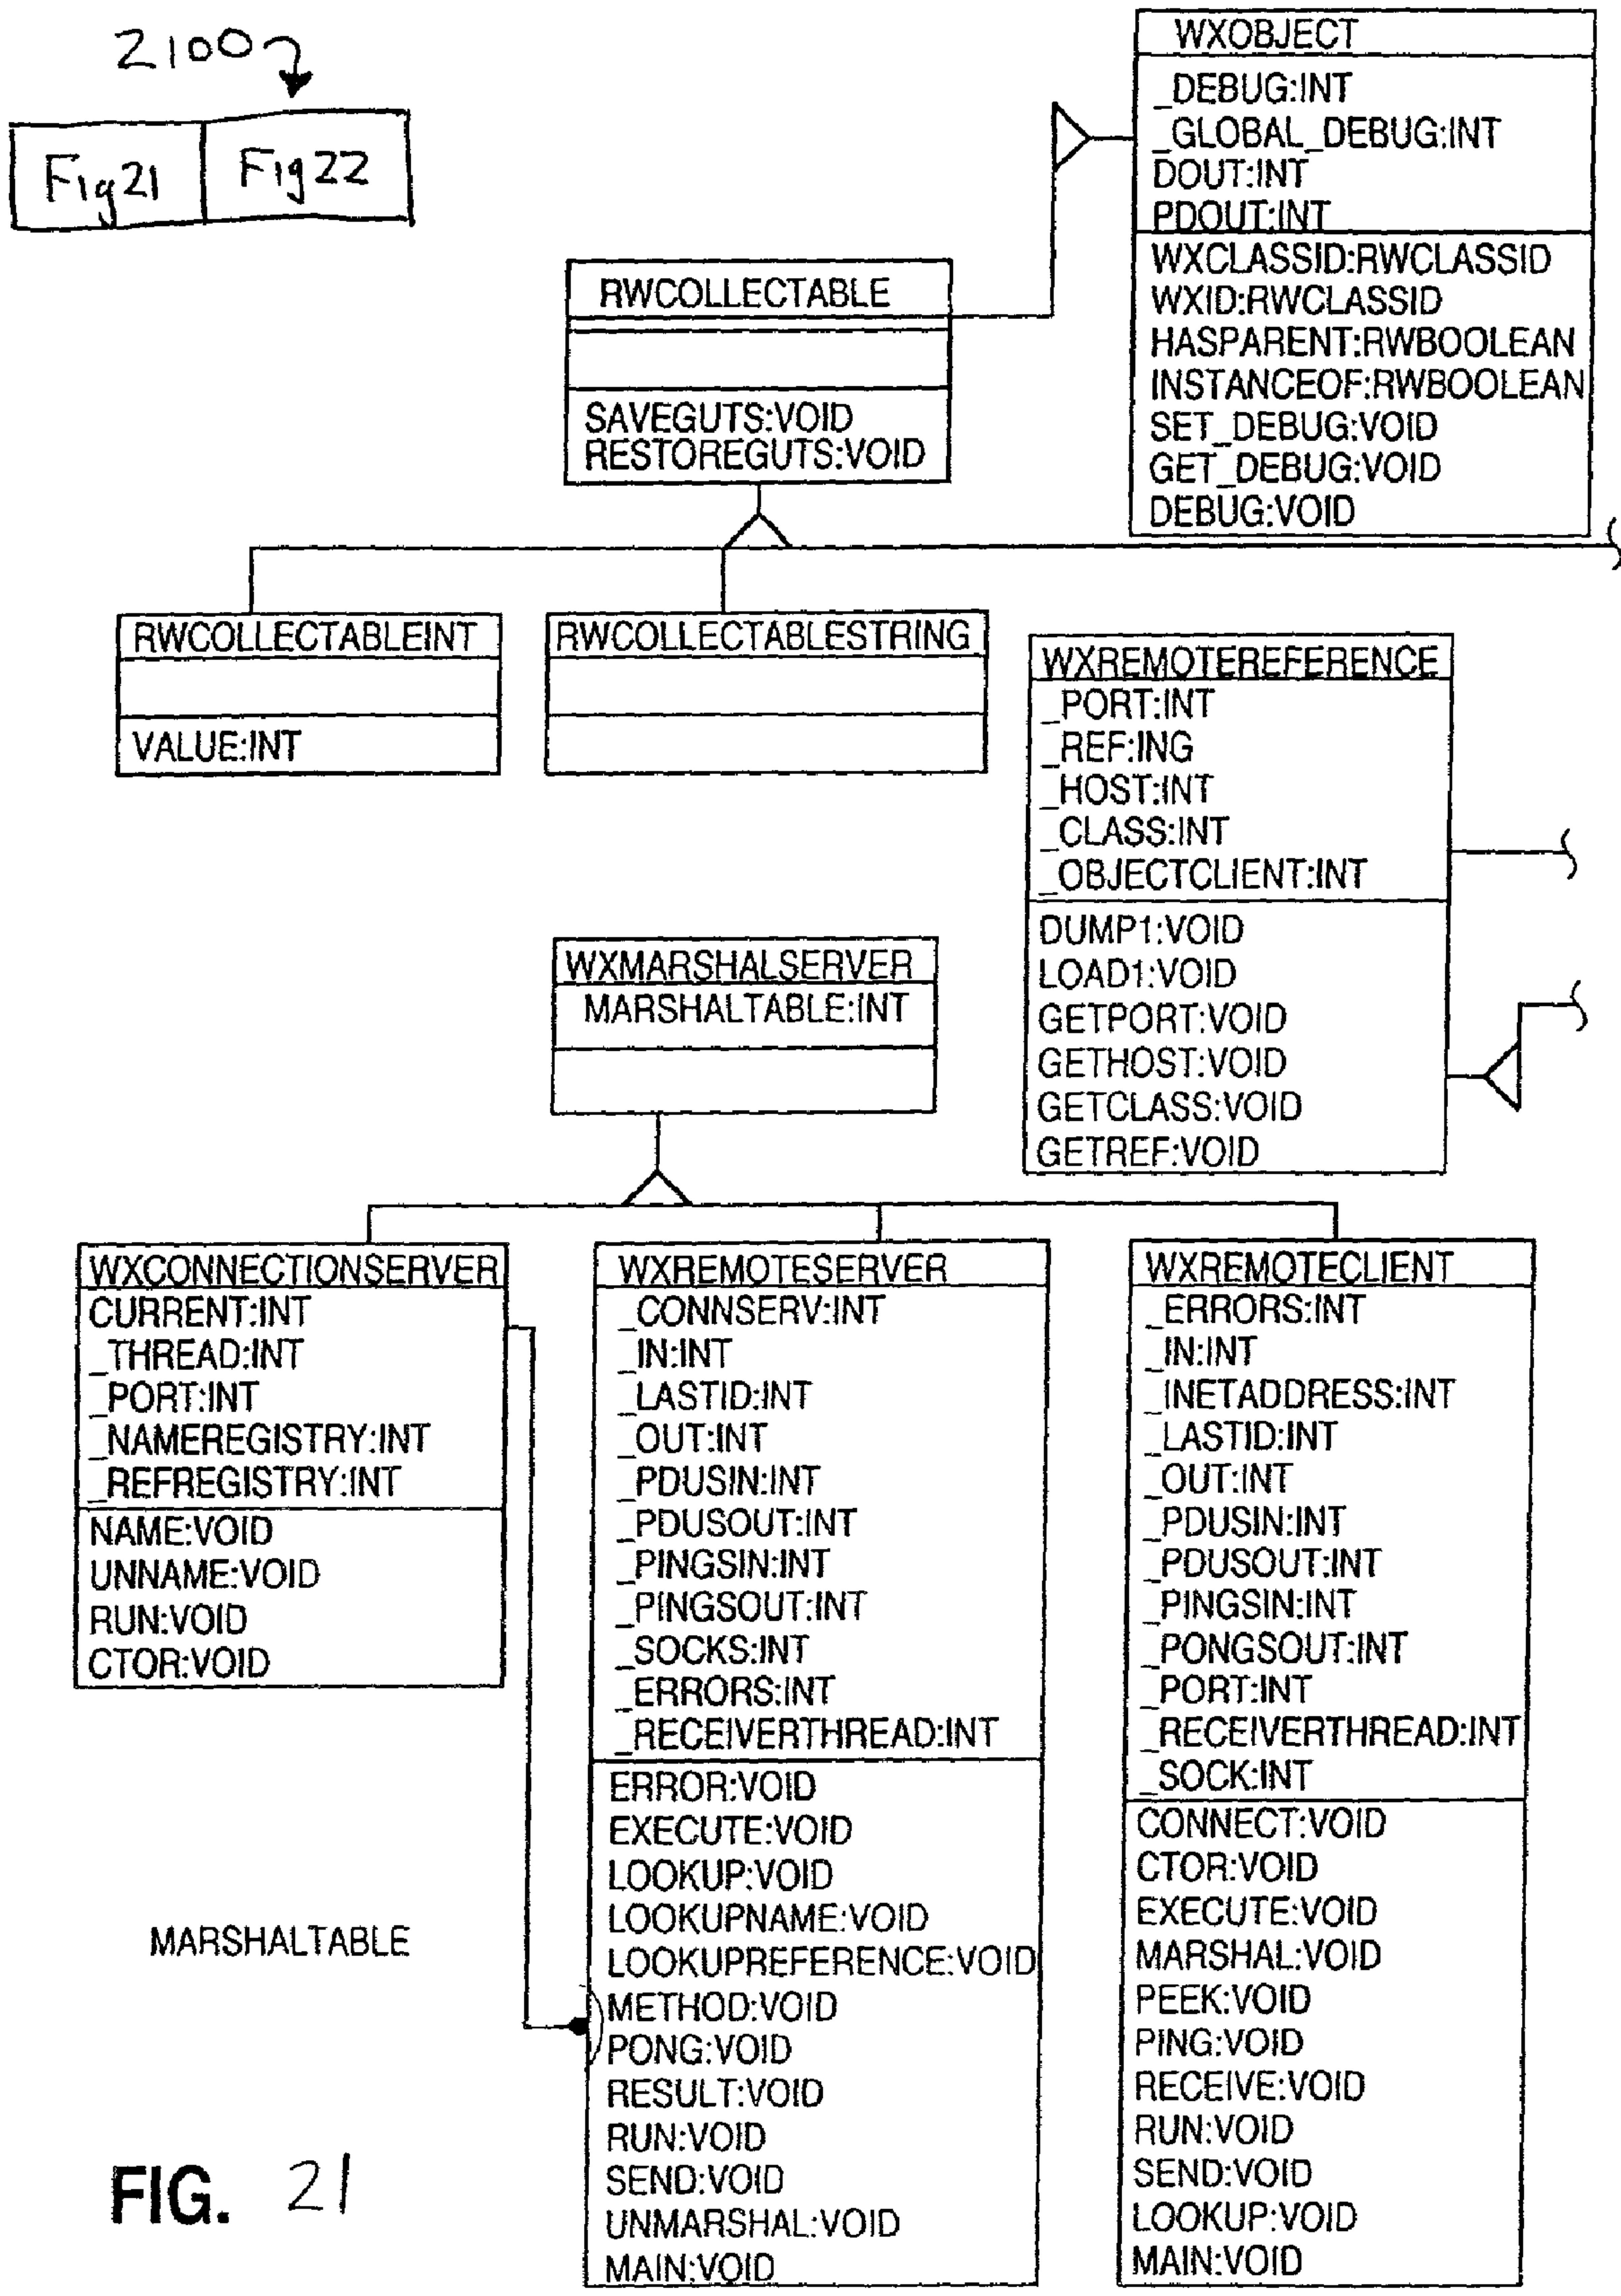 2100
Fig21
Fig22
WXOBJECT
_DEBUG:INT
_GLOBAL_DEBUG:INT
DOUT:INT
PDOUT:INT
WXCLASSID:RWCLASSID
WXID:RWCLASSID
HASPARENT:RWBOOLEAN
INSTANCEOF:RWBOOLEAN
SET_DEBUG:VOID
GET_DEBUG:VOID
DEBUG:VOID
RWCOLLECTABLE
SAVEGUTS:VOID
RESTOREGUTS:VOID
RWCOLLECTABLEINT
VALUE:INT
RWCOLLECTABLESTRING
WXREMOTEREFERENCE
_PORT:INT
_REF:ING
_HOST:INT
_CLASS:INT
_OBJECTCLIENT:INT
DUMP1:VOID
LOAD1:VOID
GETPORT:VOID
GETHOST:VOID
GETCLASS:VOID
GETREF:VOID
WXMARSHALSERVER
MARSHALTABLE:INT
WXCONNECTIONSERVER
CURRENT:INT
_THREAD:INT
_PORT:INT
_NAMEREGISTRY:INT
_REFREGISTRY:INT
NAME:VOID
UNNAME:VOID
RUN:VOID
CTOR:VOID
WXREMOTESERVER
_CONNSERV:INT
_IN:INT
_LASTID:INT
_OUT:INT
_PDUSIN:INT
_PDUSOUT:INT
_PINGSIN:INT
_PINGSOUT:INT
_SOCKS:INT
_ERRORS:INT
_RECEIVERTHREAD:INT
ERROR:VOID
EXECUTE:VOID
LOOKUP:VOID
LOOKUPNAME:VOID
LOOKUPREFERENCE:VOID
METHOD:VOID
PONG:VOID
RESULT:VOID
RUN:VOID
SEND:VOID
UNMARSHAL:VOID
MAIN:VOID
WXREMOTECLIENT
_ERRORS:INT
_IN:INT
_INETADDRESS:INT
_LASTID:INT
_OUT:INT
_PDUSIN:INT
_PDUSOUT:INT
_PINGSIN:INT
_PONGSOUT:INT
_PORT:INT
_RECEIVERTHREAD:INT
_SOCK:INT
CONNECT:VOID
CTOR:VOID
EXECUTE:VOID
MARSHAL:VOID
PEEK:VOID
PING:VOID
RECEIVE:VOID
RUN:VOID
SEND:VOID
LOOKUP:VOID
MAIN:VOID
MARSHALTABLE
FIG. 21